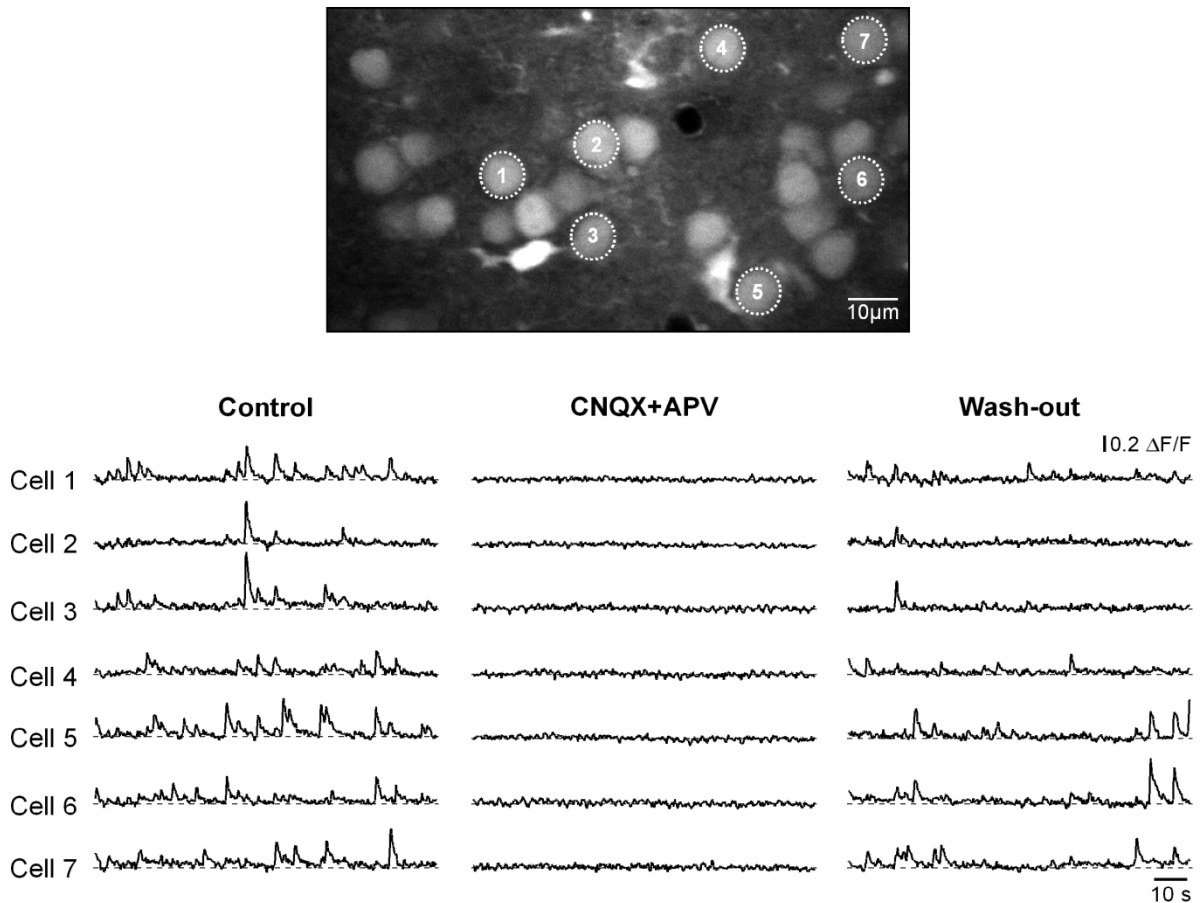 4
7
2
1
6
3
5
10µm
Control CNQX+APV Wash-out
0.2 ΔF/F
Cell 1
Cell 2
Cell 3
Cell 4
Cell 5
Cell 6
Cell 7
10 s